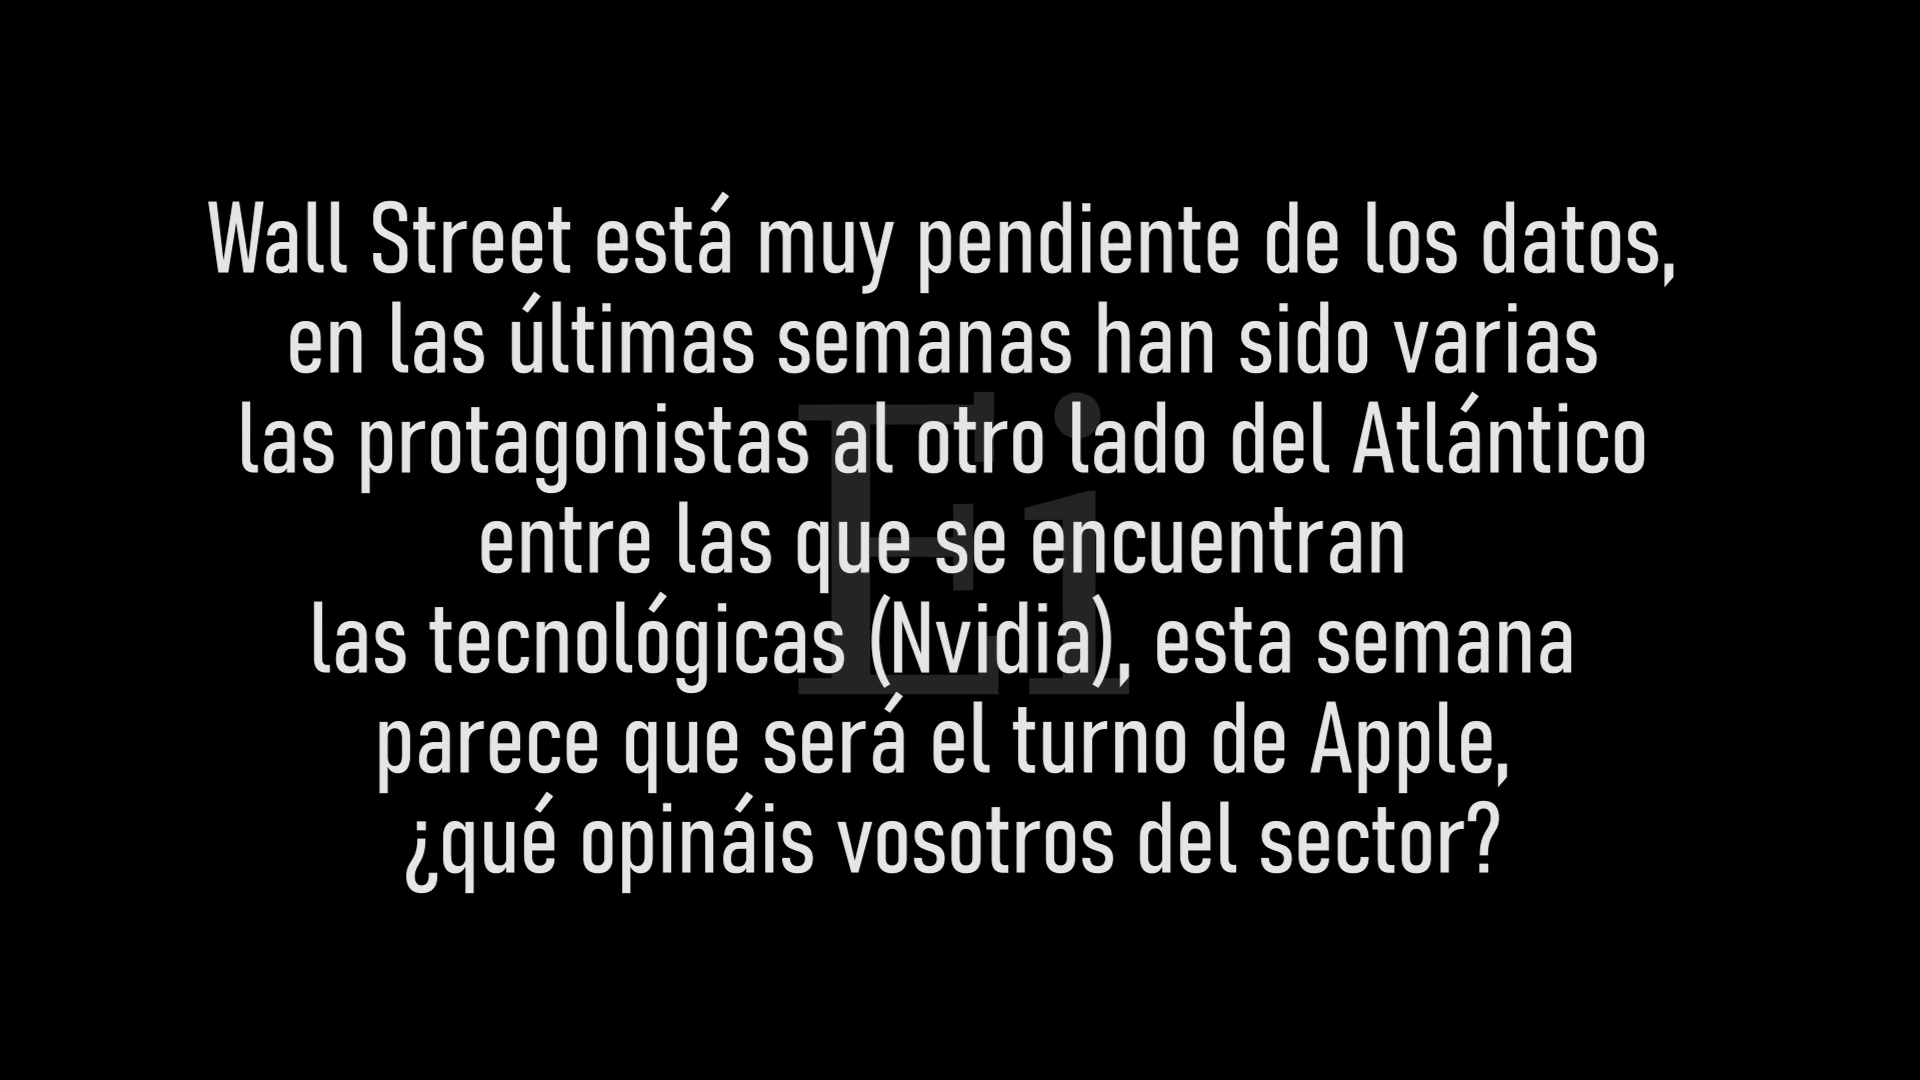 Wall Street está muy pendiente de los datos,
en las últimas semanas han sido varias
las protagonistas al otro lado del Atlántico
entre las que se encuentran
las tecnológicas (Nvidia), esta semana
parece que será el turno de Apple,
¿qué opináis vosotros del sector?
Ei